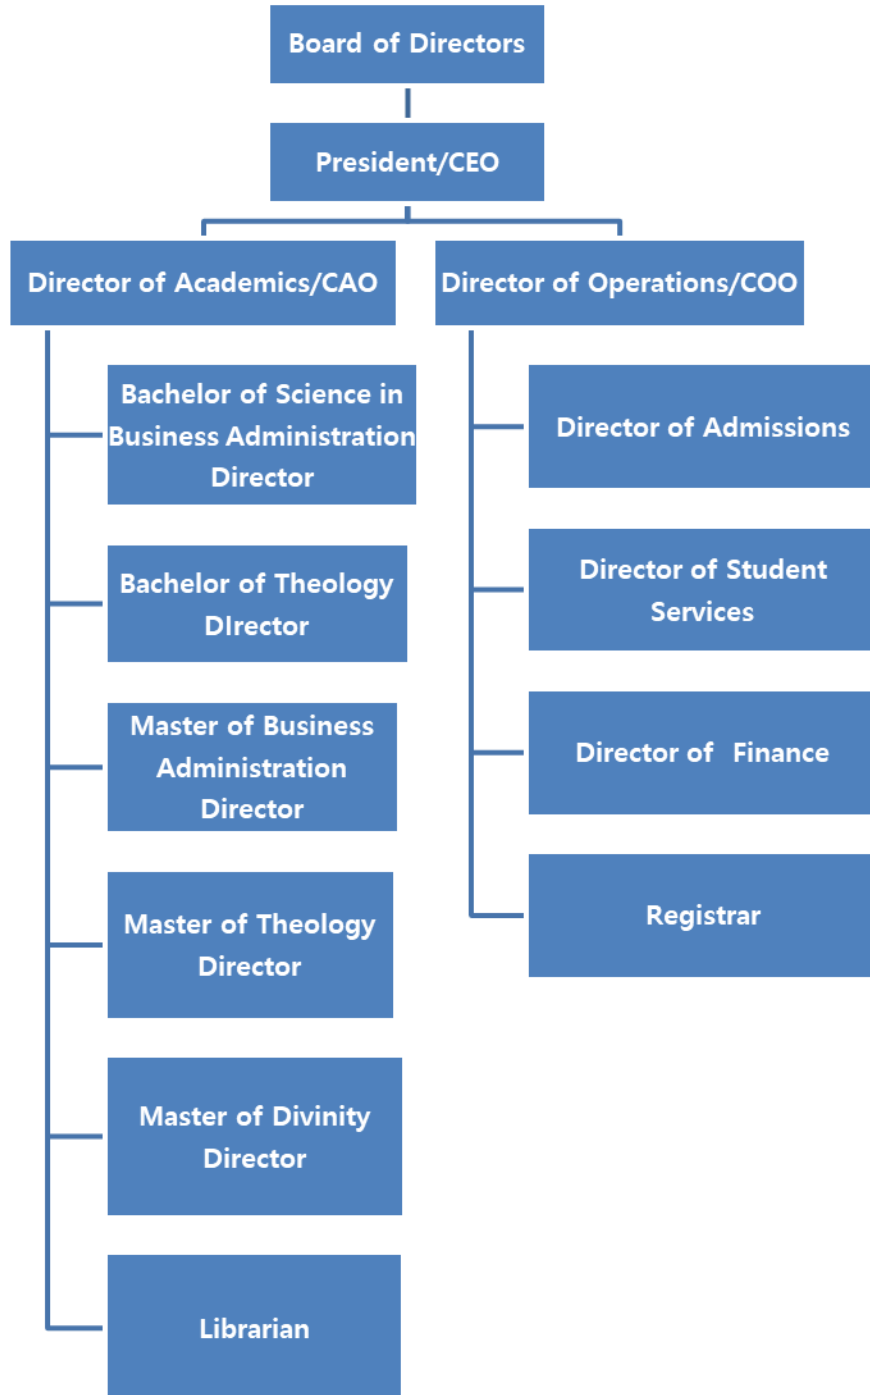 Board of Directors
President/CEO
Director of Academics/CAO
Director of Operations/COO
Bachelor of Science in
Business Administration
Director
Bachelor of Theology
DIrector
Master of Business
Administration
Director
Master of Theology
Director
Master of Divinity
Director
Librarian
Director of Admissions
Director of Student
Services
Director of  Finance
Registrar